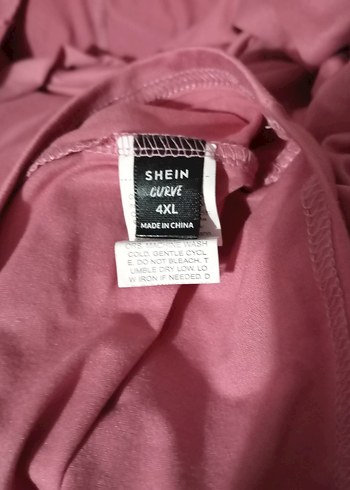 SHEIN
CURVE
4XL
MADE IN CHINA
MACHINE WASH
COLD, GENTLE CYCL
E, DO NOT BLEACH, T
UMBLE DRY LOW, LO
W IRON IF NEEDED, D